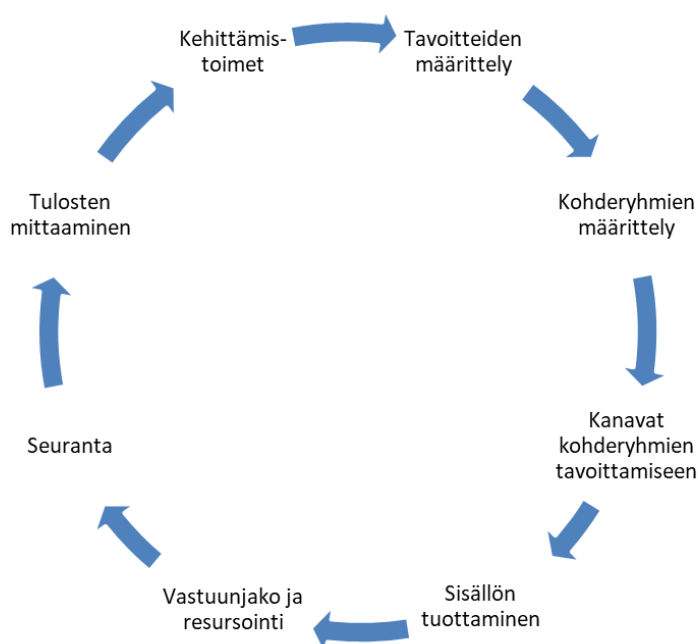 Kehittämis-
toimet
Tavoitteiden
määrittely
Kohderyhmien
määrittely
Kanavat
kohderyhmien
tavoittamiseen
Sisällön
tuottaminen
Vastuunjako ja
resursointi
Seuranta
Tulosten
mittaaminen